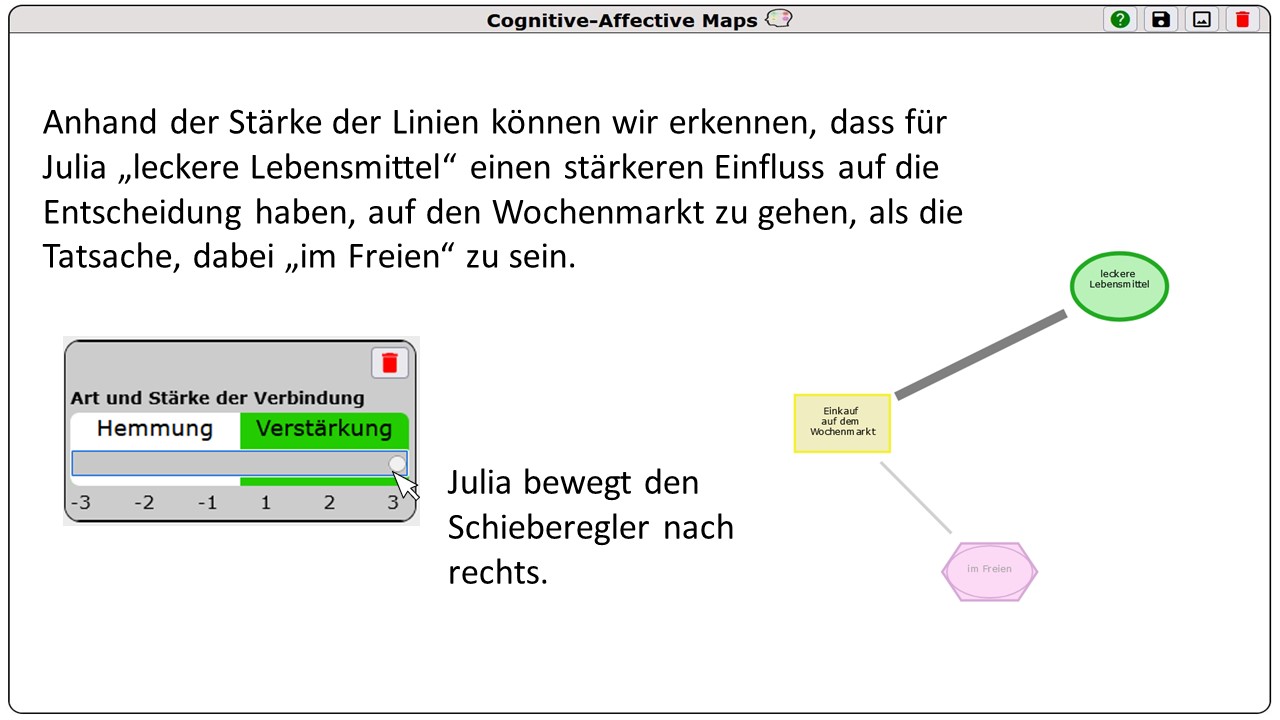 Cognitive-Affective Maps
Anhand der Stärke der Linien können wir erkennen, dass für
Julia „leckere Lebensmittel“ einen stärkeren Einfluss auf die
Entscheidung haben, auf den Wochenmarkt zu gehen, als die
Tatsache, dabei „im Freien“ zu sein.
leckere
Lebensmittel
Art und Stärke der Verbindung
Hemmung Verstärkung
-3 -2 -1 1 2 3
Einkauf
auf dem
Wochenmarkt
Julia bewegt den
Schieberegler nach
rechts.
im Freien